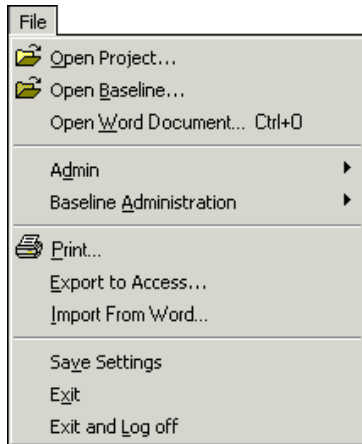 File
Open Project...
Open Baseline...
Open Word Document... Ctrl+O
Admin
Baseline Administration
Print...
Export to Access...
Import From Word...
Save Settings
Exit
Exit and Log off